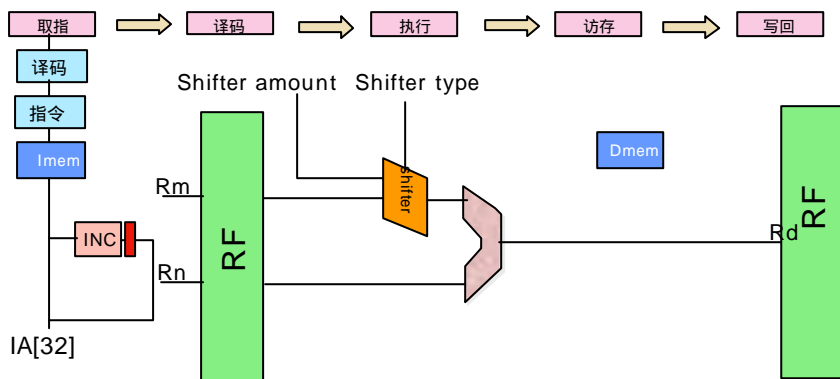 取指 译码 执行 访存 写回
译码
Shifter amount Shifter type
指令
Imem
Dmem
shifter
Rm
RF
RF
INC
Rd
Rn
IA[32]